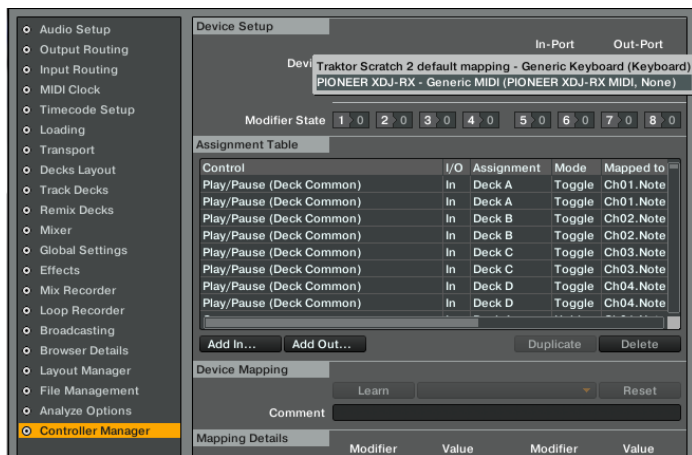 Audio Setup
Output Routing
Input Routing
MIDI Clock
Timecode Setup
Loading
Transport
Decks Layout
Track Decks
Remix Decks
Mixer
Global Settings
Effects
Mix Recorder
Loop Recorder
Broadcasting
Browser Details
Layout Manager
File Management
Analyze Options
Controller Manager
Device Setup
In-Port Out-Port
Devi
Traktor Scratch 2 default mapping - Generic Keyboard (Keyboard)
PIONEER XDJ-RX - Generic MIDI (PIONEER XDJ-RX MIDI, None)
Modifier State 1 0 2 0 3 0 4 0 5 0 6 0 7 0 8 0
Assignment Table
Control I/O Assignment Mode Mapped to
Play/Pause (Deck Common) In Deck A Toggle Ch01.Note
Play/Pause (Deck Common) In Deck A Toggle Ch01.Note
Play/Pause (Deck Common) In Deck B Toggle Ch02.Note
Play/Pause (Deck Common) In Deck B Toggle Ch02.Note
Play/Pause (Deck Common) In Deck C Toggle Ch03.Note
Play/Pause (Deck Common) In Deck C Toggle Ch03.Note
Play/Pause (Deck Common) In Deck D Toggle Ch04.Note
Play/Pause (Deck Common) In Deck D Toggle Ch04.Note
Add In... Add Out... Duplicate Delete
Device Mapping
Learn Reset
Comment
Mapping Details
Modifier Value Modifier Value